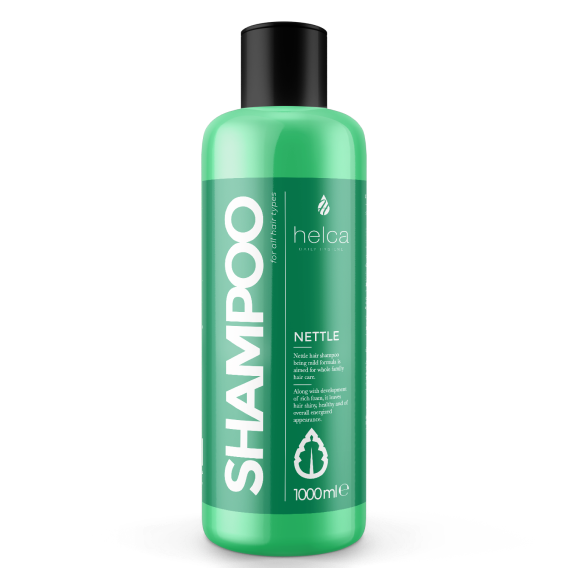 SHAMPOO
for all hair types
helca
NETTLE
Nettle hair shampoo
being mild formula is
aimed for whole family
hair care.
Along with development
of rich foam, it leaves
hair shiny, healthy and of
overall energized
appearance.
1000ml℮